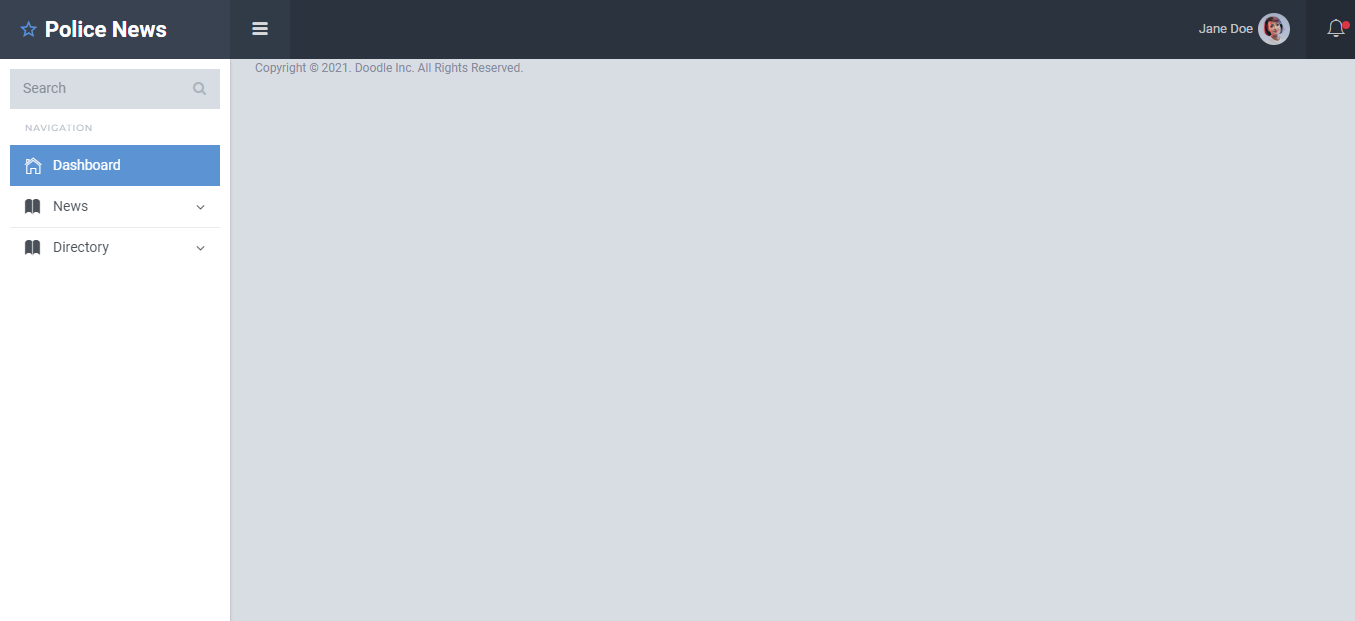 Police News
Jane Doe
Search
Copyright © 2021. Doodle Inc. All Rights Reserved.
NAVIGATION
Dashboard
News
Directory